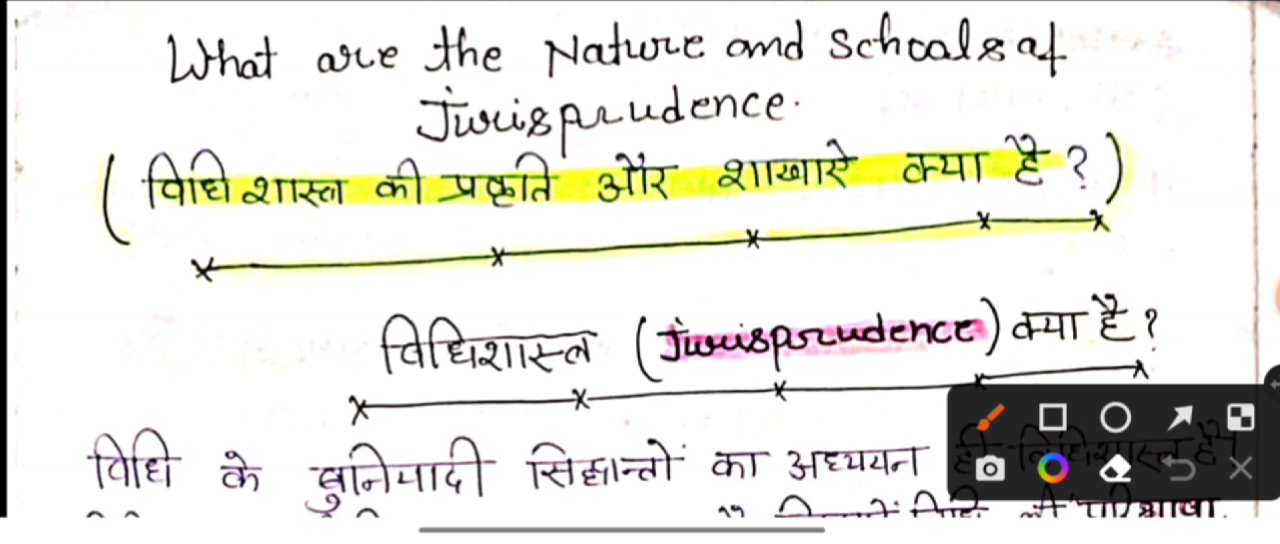 What are the Nature and Schools of
Jurisprudence.
(विधिशास्त्र की प्रकृति और शाखाऐ क्या है?)
विधिशास्त्र (Jurisprudence) क्या है?
विधि के बुनियादी सिद्धान्तों का अध्ययन ही विधिशास्त्र है।